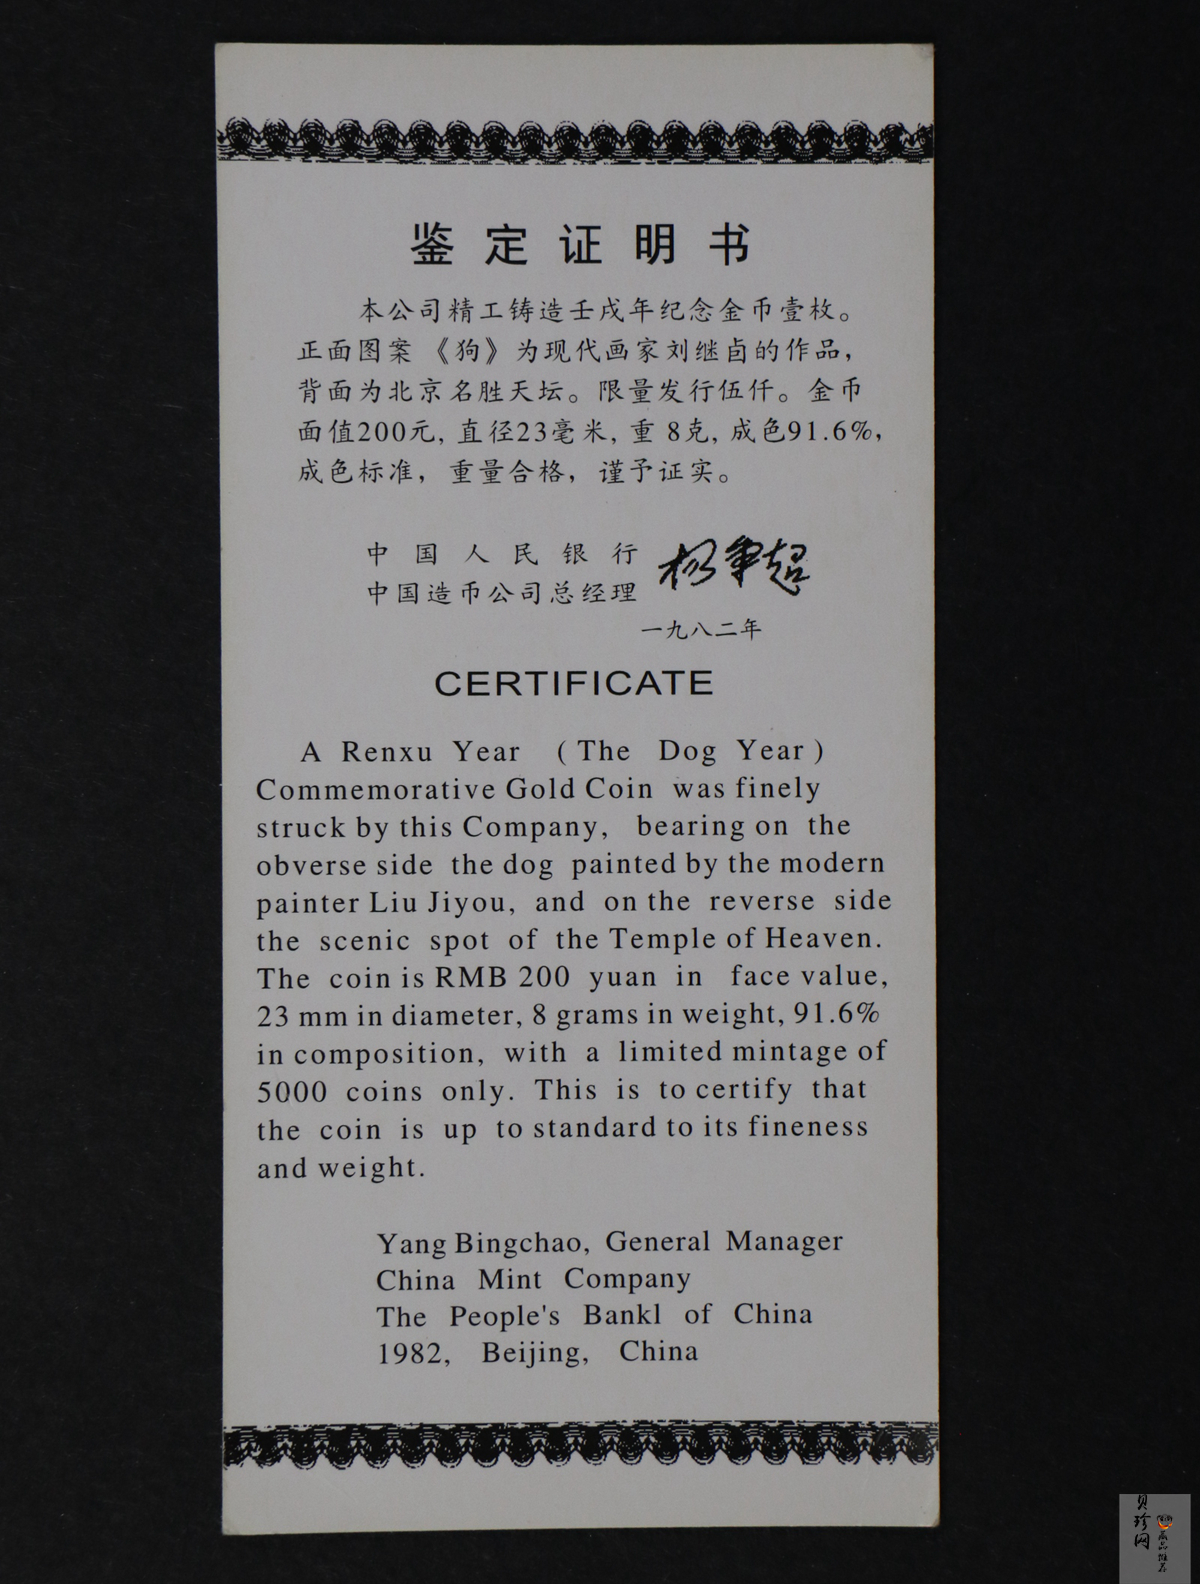 鉴定证明书
本公司精工铸造壬戌年纪念金币壹枚。
正面图案《狗》为现代画家刘继卣的作品，
背面为北京名胜天坛。限量发行伍仟。金币
面值200元, 直径23毫米, 重 8克, 成色91.6%,
成色标准，重量合格，谨予证实。
中国人民银行
中国造币公司总经理
杨秉超
一九八二年
CERTIFICATE
A Renxu Year (The Dog Year)
Commemorative Gold Coin was finely
struck by this Company, bearing on the
obverse side the dog painted by the modern
painter Liu Jiyou, and on the reverse side
the scenic spot of the Temple of Heaven.
The coin is RMB 200 yuan in face value,
23 mm in diameter, 8 grams in weight, 91.6%
in composition, with a limited mintage of
5000 coins only. This is to certify that
the coin is up to standard to its fineness
and weight.
Yang Bingchao, General Manager
China Mint Company
The People's Bankl of China
1982, Beijing, China
贝珍网
藏品推荐